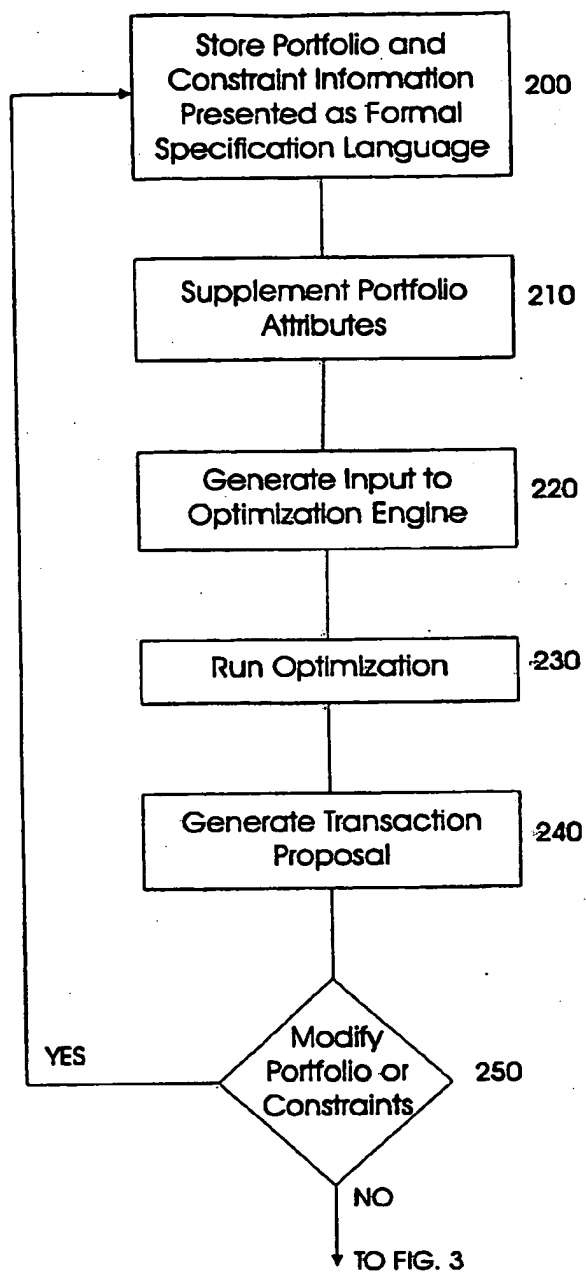 Store Portfolio and
Constraint Information
Presented as Formal
Specification Language
200
Supplement Portfolio
Attributes
210
Generate Input to
Optimization Engine
220
Run Optimization
230
Generate Transaction
Proposal
240
Modify
Portfolio or
Constraints
250
YES
NO
TO FIG. 3